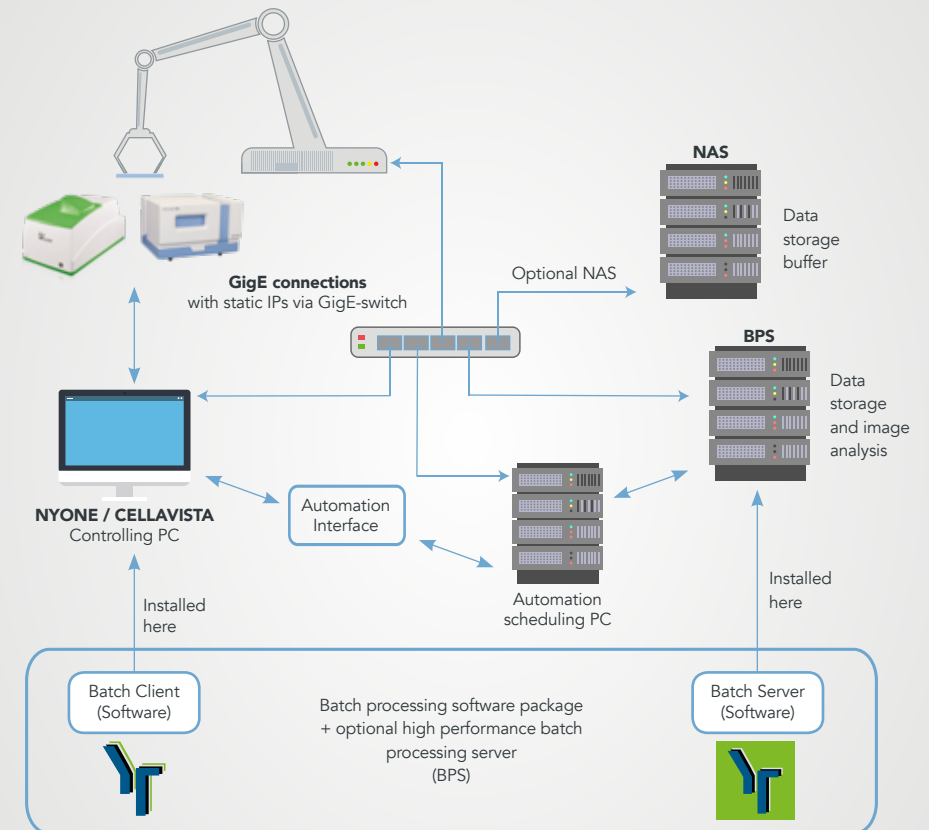 NAS
Data
storage
buffer
GigE connections
with static IPs via GigE-switch
Optional NAS
BPS
Data
storage
and image
analysis
NYONE / CELLAVISTA
Controlling PC
Automation
Interface
Automation
scheduling PC
Installed
here
Installed
here
Batch Client
(Software)
Batch processing software package
+ optional high performance batch
processing server
(BPS)
Batch Server
(Software)